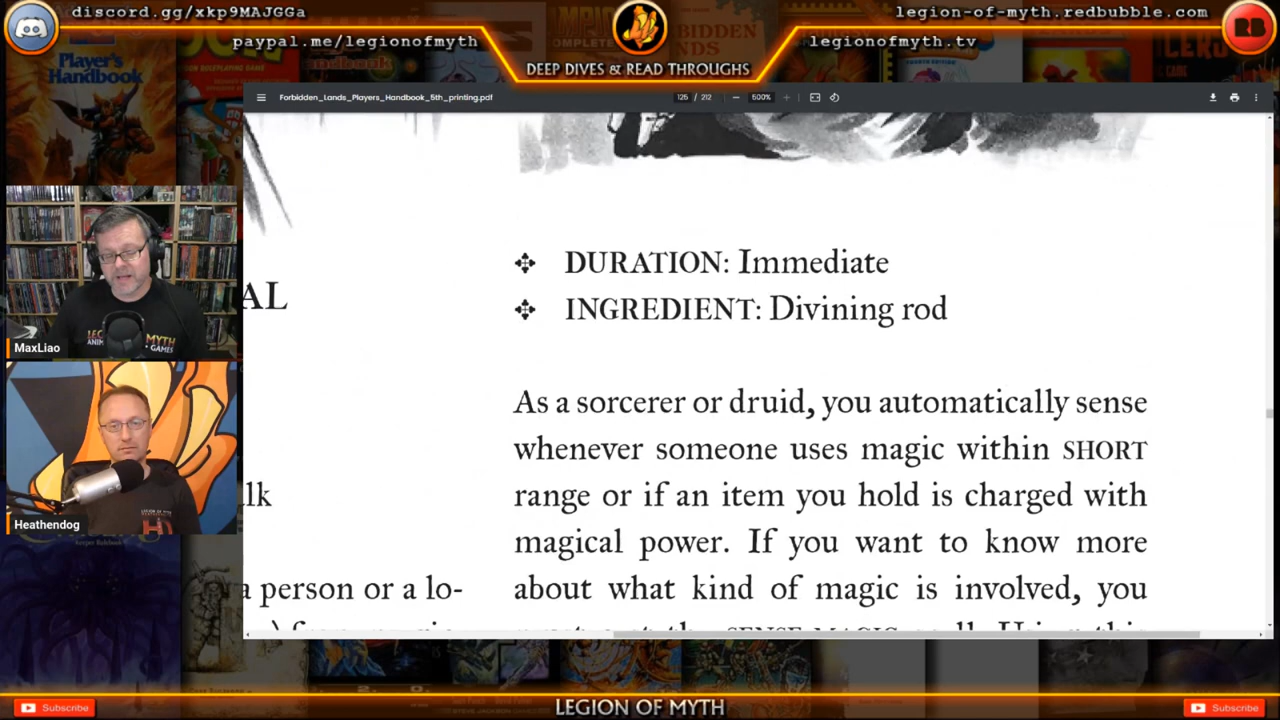 discord.gg/xkp9MAJGGa
legion-of-myth.redbubble.com
paypal.me/legionofmyth
legionofmyth.tv
DEEP DIVES & READ THROUGHS
Player's
Handbook
Forbidden_Lands_Players_Handbook_5th_printing.pdf
125 / 212
500%
AL
lk
a person or a lo-
DURATION: Immediate
INGREDIENT: Divining rod
As a sorcerer or druid, you automatically sense
whenever someone uses magic within SHORT
range or if an item you hold is charged with
magical power. If you want to know more
about what kind of magic is involved, you
MaxLiao
Heathendog
Subscribe
LEGION OF MYTH
Subscribe